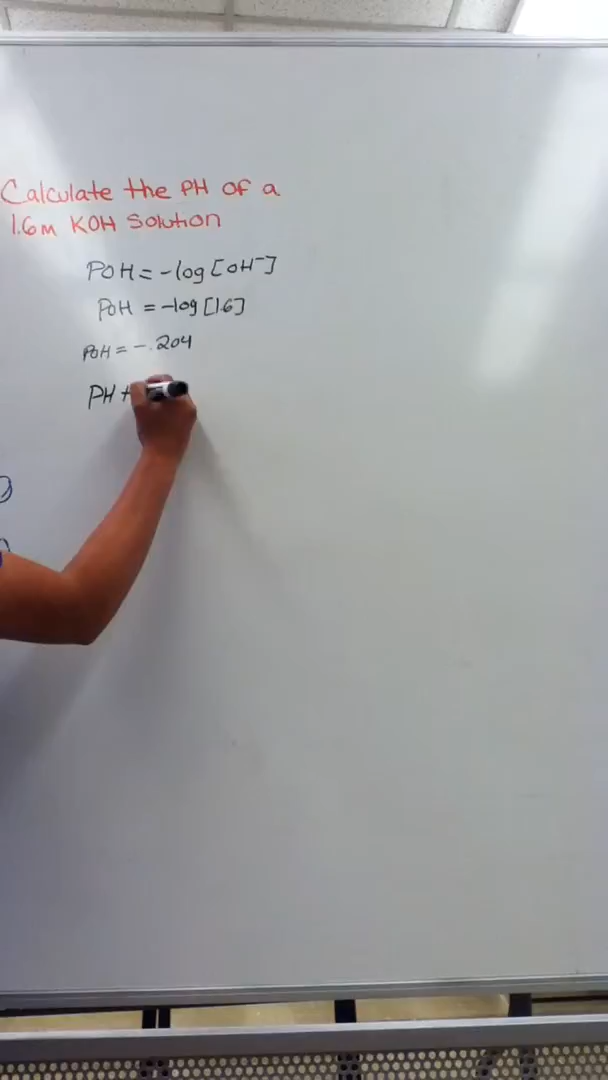 Calculate the PH of a
1.6M KOH Solution
POH = -log[OH⁻]
POH = -log[1.6]
POH = -.204
PH +